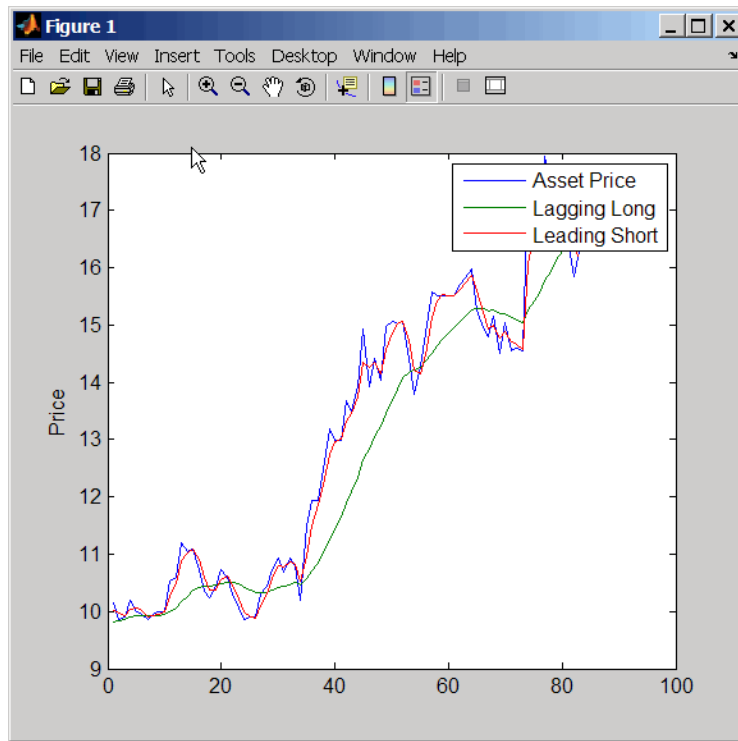 Figure 1
File Edit View Insert Tools Desktop Window Help
18
17
16
15
14
13
12
11
10
9
Price
Asset Price
Lagging Long
Leading Short
0 20 40 60 80 100